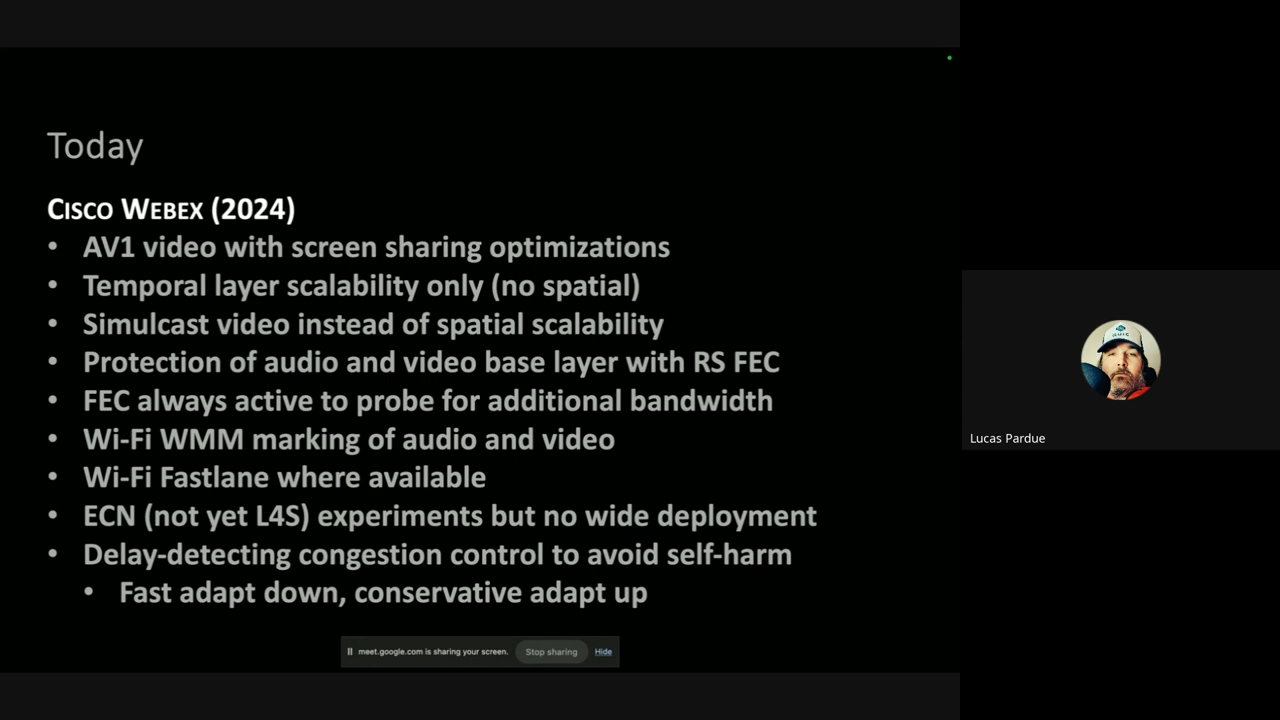 Today
CISCO WEBEX (2024)
• AV1 video with screen sharing optimizations
• Temporal layer scalability only (no spatial)
• Simulcast video instead of spatial scalability
• Protection of audio and video base layer with RS FEC
• FEC always active to probe for additional bandwidth
• Wi-Fi WMM marking of audio and video
• Wi-Fi Fastlane where available
• ECN (not yet L4S) experiments but no wide deployment
• Delay-detecting congestion control to avoid self-harm
• Fast adapt down, conservative adapt up
meet.google.com is sharing your screen. Stop sharing Hide
Lucas Pardue